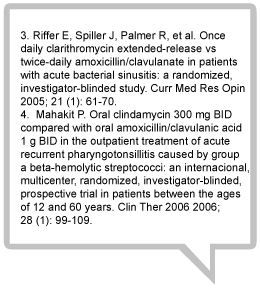 3. Riffer E, Spiller J, Palmer R, et al. Once
daily clarithromycin extended-release vs
twice-daily amoxicillin/clavulanate in patients
with acute bacterial sinusitis: a randomized,
investigator-blinded study. Curr Med Res Opin
2005; 21 (1): 61-70.
4.  Mahakit P. Oral clindamycin 300 mg BID
compared with oral amoxicillin/clavulanic acid
1 g BID in the outpatient treatment of acute
recurrent pharyngotonsillitis caused by group
a beta-hemolytic streptococci: an internacional,
multicenter, randomized, investigator-blinded,
prospective trial in patients between the ages
of 12 and 60 years. Clin Ther 2006 2006;
28 (1): 99-109.